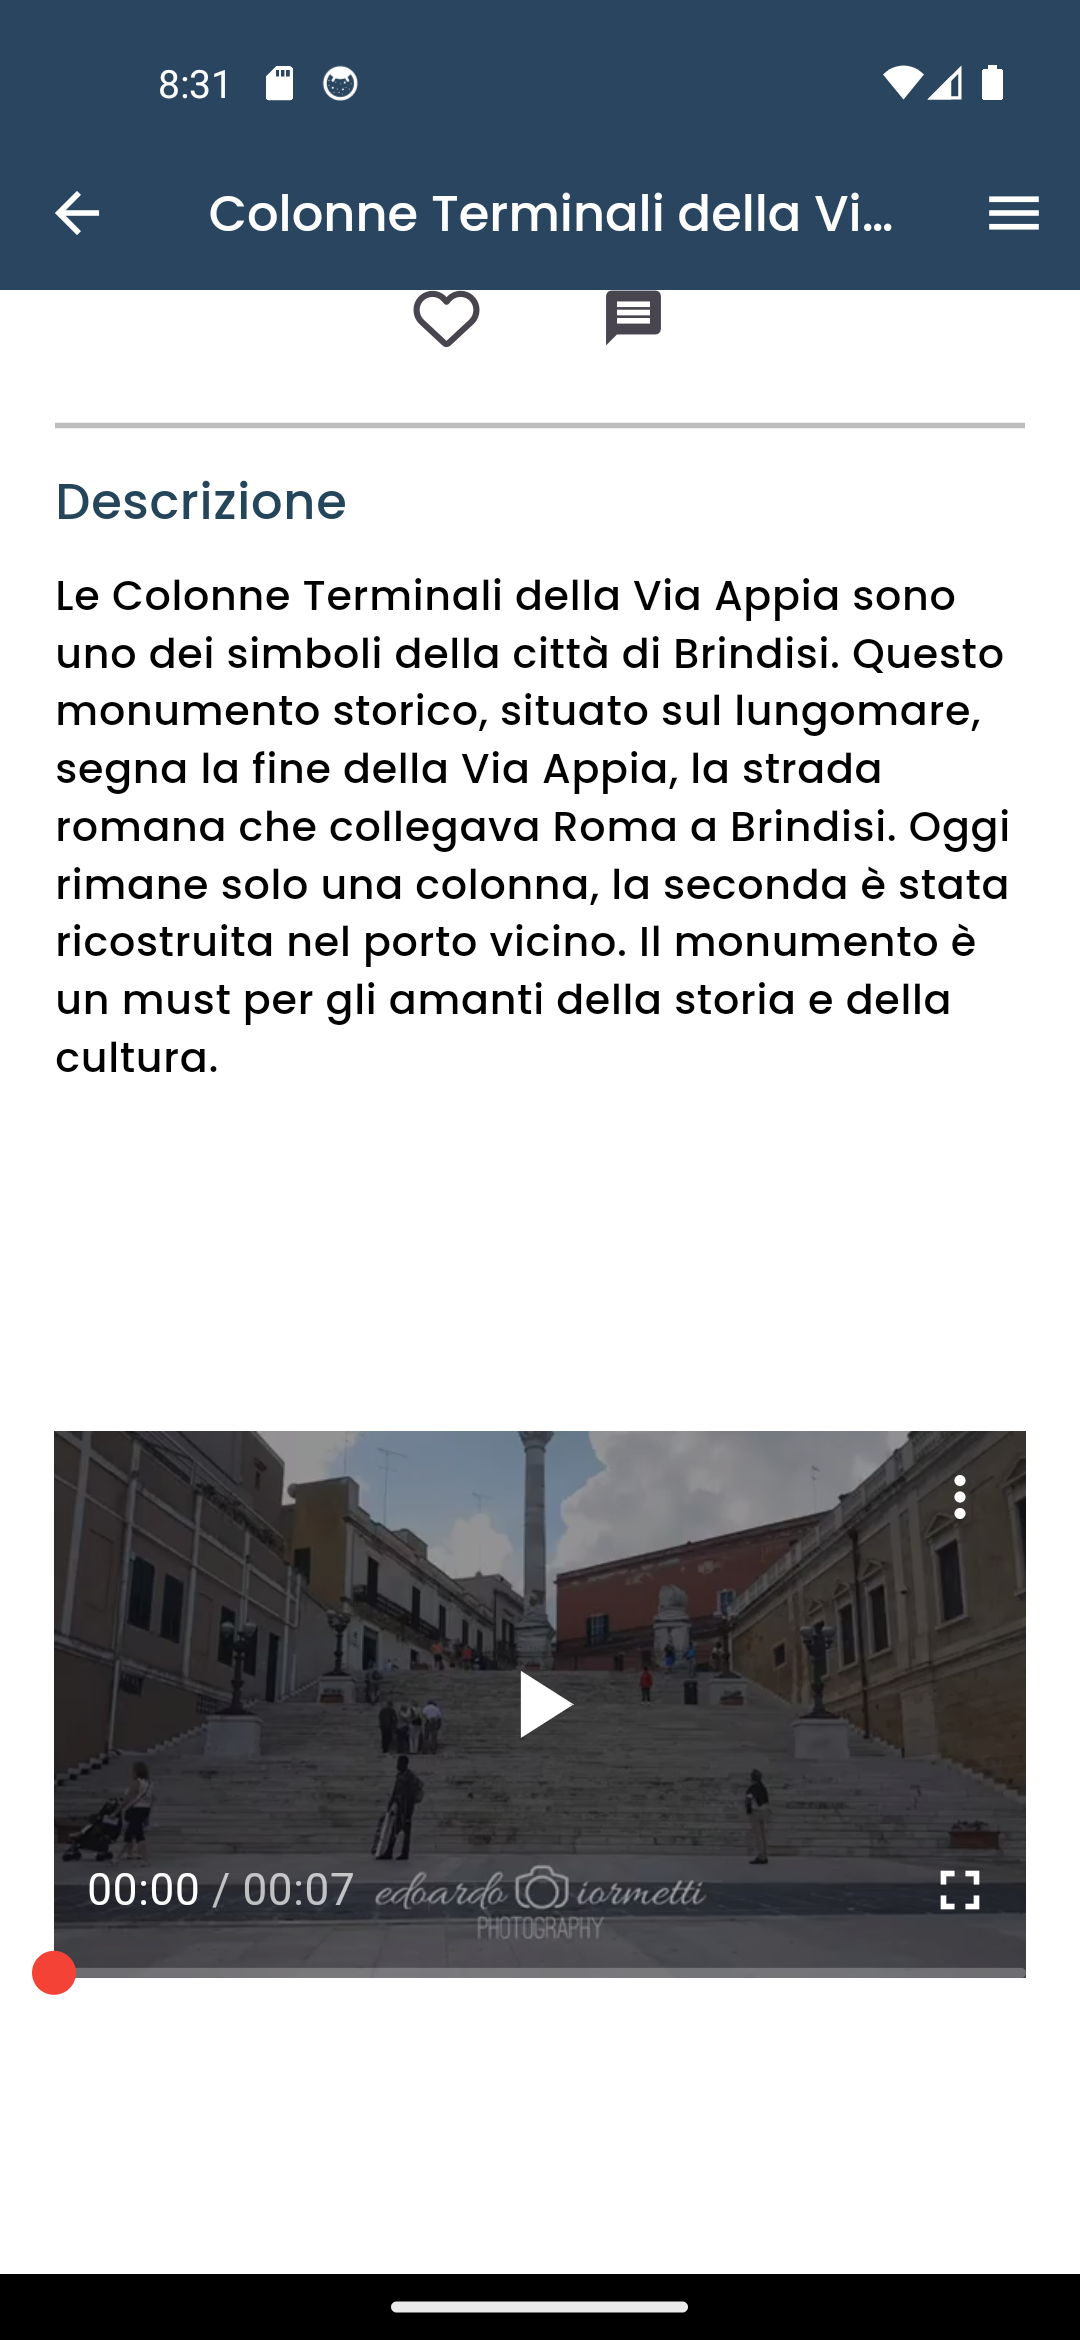 8:31
Colonne Terminali della Vi...
Descrizione
Le Colonne Terminali della Via Appia sono
uno dei simboli della città di Brindisi. Questo
monumento storico, situato sul lungomare,
segna la fine della Via Appia, la strada
romana che collegava Roma a Brindisi. Oggi
rimane solo una colonna, la seconda è stata
ricostruita nel porto vicino. Il monumento è
un must per gli amanti della storia e della
cultura.
00:00 / 00:07
edoardo iormetti
PHOTOGRAPHY